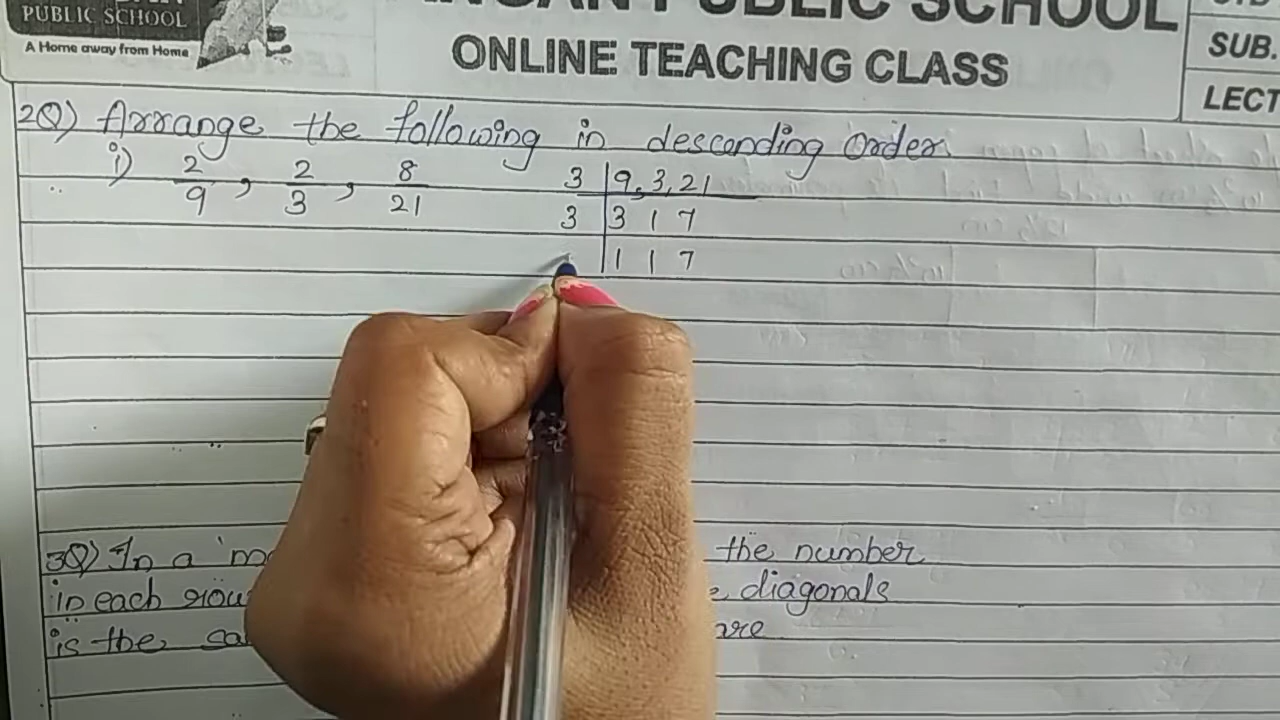 PUBLIC SCHOOL
A Home away from Home
PUBLIC SCHOOL
ONLINE TEACHING CLASS
SUB.
LECT
2Q) Arrange the following in descending Order.
i) 2/9, 2/3, 8/21
3 | 9, 3, 21
3 | 3 1 7
1 1 7
3Q) In a the number
in each diagonals
is the